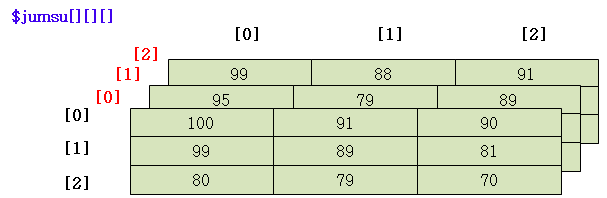 $jumsu[][][]
[0] [1] [2]
[2]
99 88 91
[1]
95 79 89
[0]
[0] 100 91 90
[1] 99 89 81
[2] 80 79 70